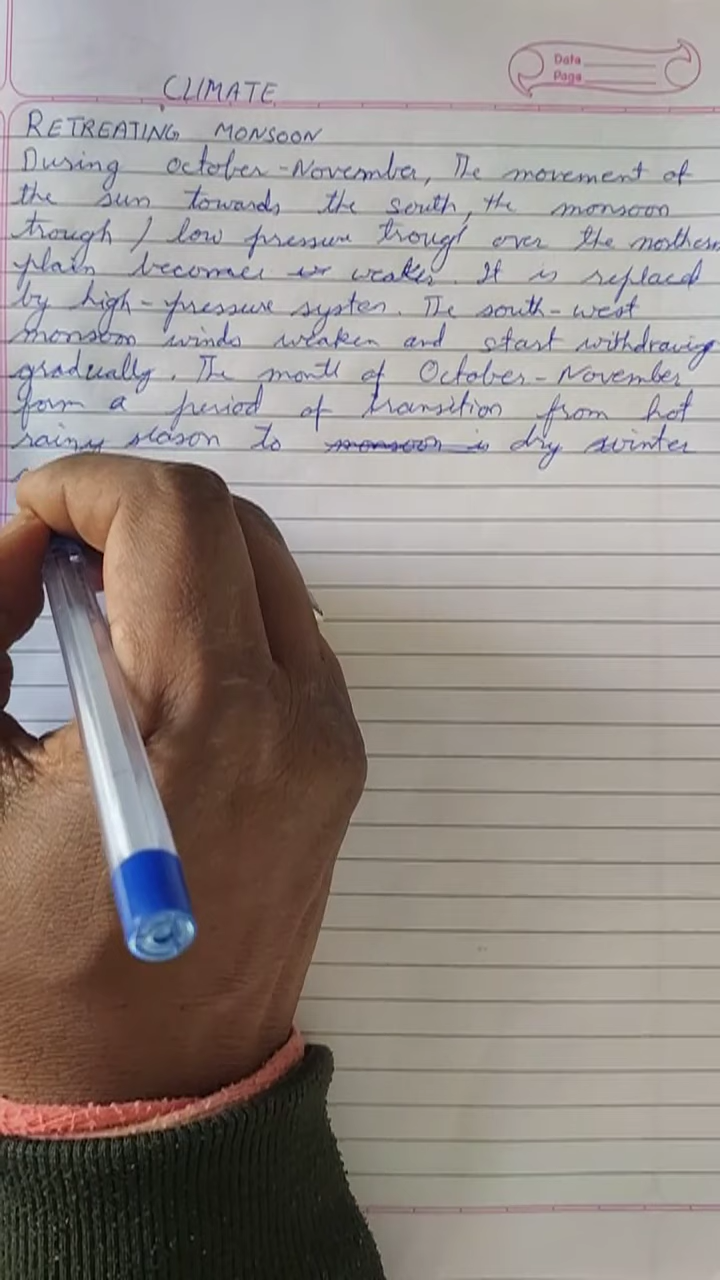 Data
Page
CLIMATE
RETREATING MONSOON
During October-November, The movement of
the sun towards the south, the monsoon
trough / low pressure trough over the northern
plain becomes weaker. It is replaced
by high-pressure system. The south-west
monsoon winds weaken and start withdrawing
gradually. The month of October-November
form a period of transition from hot
rainy season to monsoon is dry winter